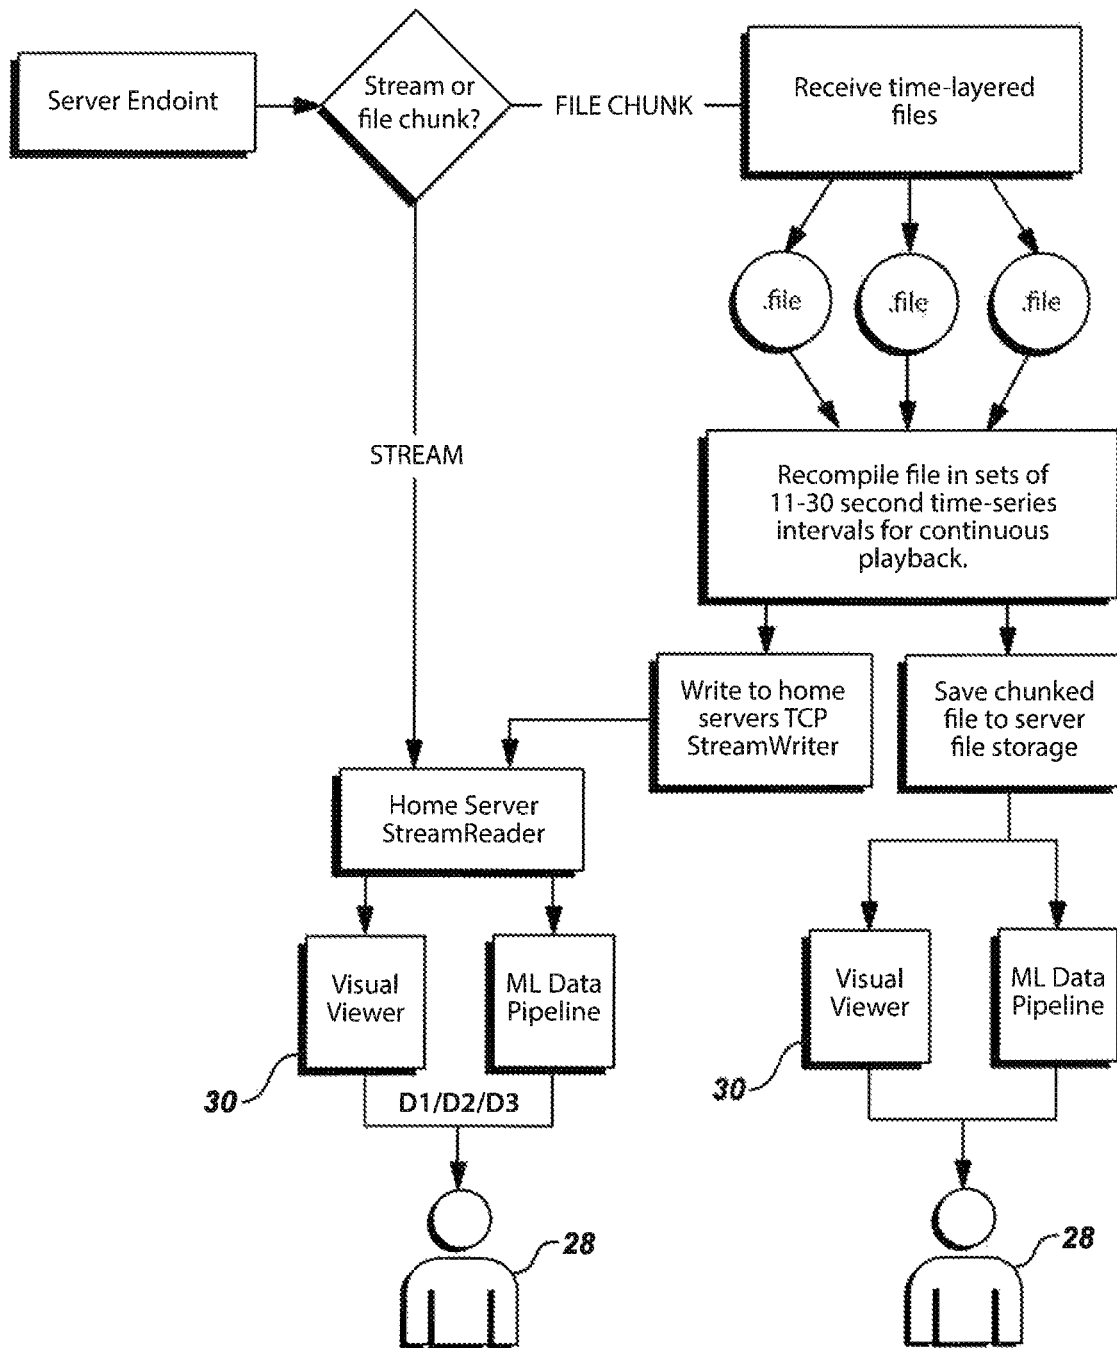 Server Endoint
Stream or
file chunk?
FILE CHUNK
Receive time-layered
files
.file
.file
.file
STREAM
Recompile file in sets of
11-30 second time-series
intervals for continuous
playback.
Write to home
servers TCP
StreamWriter
Save chunked
file to server
file storage
Home Server
StreamReader
Visual
Viewer
ML Data
Pipeline
Visual
Viewer
ML Data
Pipeline
30
D1/D2/D3
30
28
28